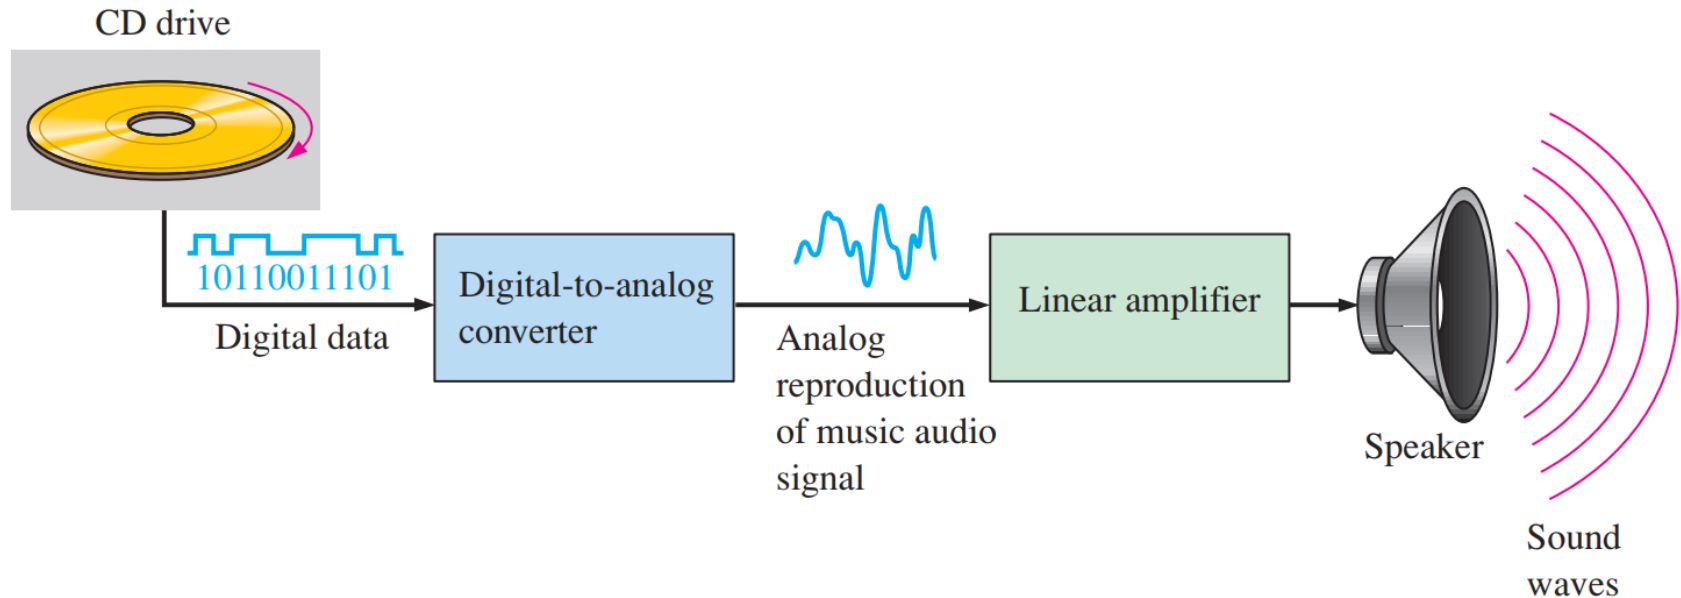 CD drive
10110011101
Digital data
Digital-to-analog
converter
Analog
reproduction
of music audio
signal
Linear amplifier
Speaker
Sound
waves